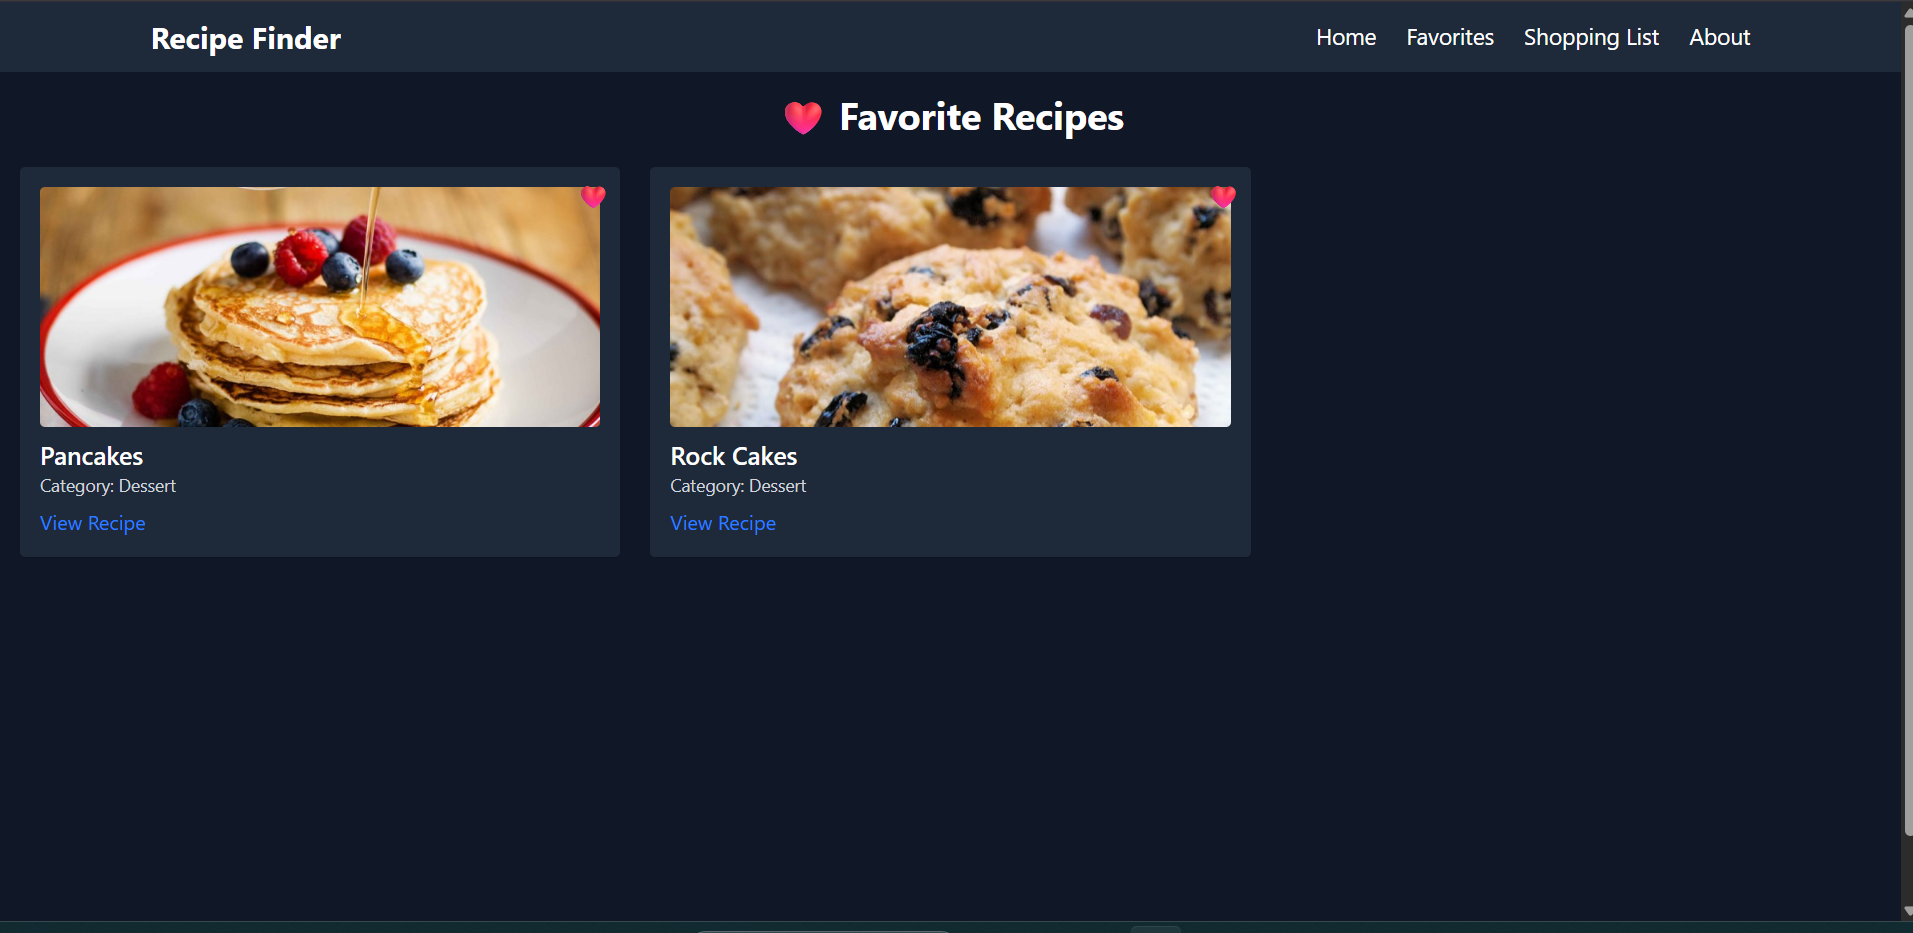 Recipe Finder
Home Favorites Shopping List About
Favorite Recipes
Pancakes
Category: Dessert
View Recipe
Rock Cakes
Category: Dessert
View Recipe